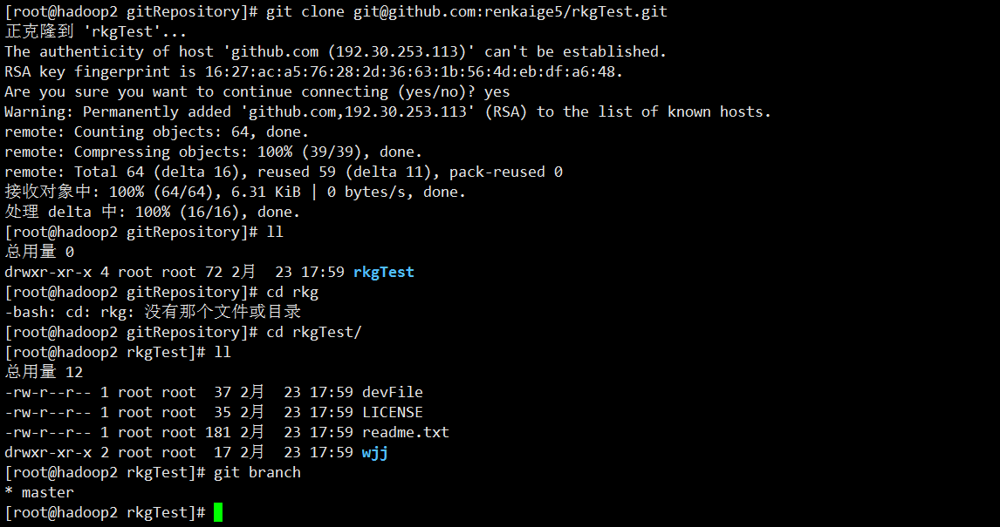 [root@hadoop2 gitRepository]# git clone git@github.com:renkaige5/rkgTest.git
正克隆到 'rkgTest'...
The authenticity of host 'github.com (192.30.253.113)' can't be established.
RSA key fingerprint is 16:27:ac:a5:76:28:2d:36:63:1b:56:4d:eb:df:a6:48.
Are you sure you want to continue connecting (yes/no)? yes
Warning: Permanently added 'github.com,192.30.253.113' (RSA) to the list of known hosts.
remote: Counting objects: 64, done.
remote: Compressing objects: 100% (39/39), done.
remote: Total 64 (delta 16), reused 59 (delta 11), pack-reused 0
接收对象中: 100% (64/64), 6.31 KiB | 0 bytes/s, done.
处理 delta 中: 100% (16/16), done.
[root@hadoop2 gitRepository]# ll
总用量 0
drwxr-xr-x 4 root root 72 2月  23 17:59 rkgTest
[root@hadoop2 gitRepository]# cd rkg
-bash: cd: rkg: 没有那个文件或目录
[root@hadoop2 gitRepository]# cd rkgTest/
[root@hadoop2 rkgTest]# ll
总用量 12
-rw-r--r-- 1 root root  37 2月  23 17:59 devFile
-rw-r--r-- 1 root root  35 2月  23 17:59 LICENSE
-rw-r--r-- 1 root root 181 2月  23 17:59 readme.txt
drwxr-xr-x 2 root root  17 2月  23 17:59 wjj
[root@hadoop2 rkgTest]# git branch
* master
[root@hadoop2 rkgTest]#